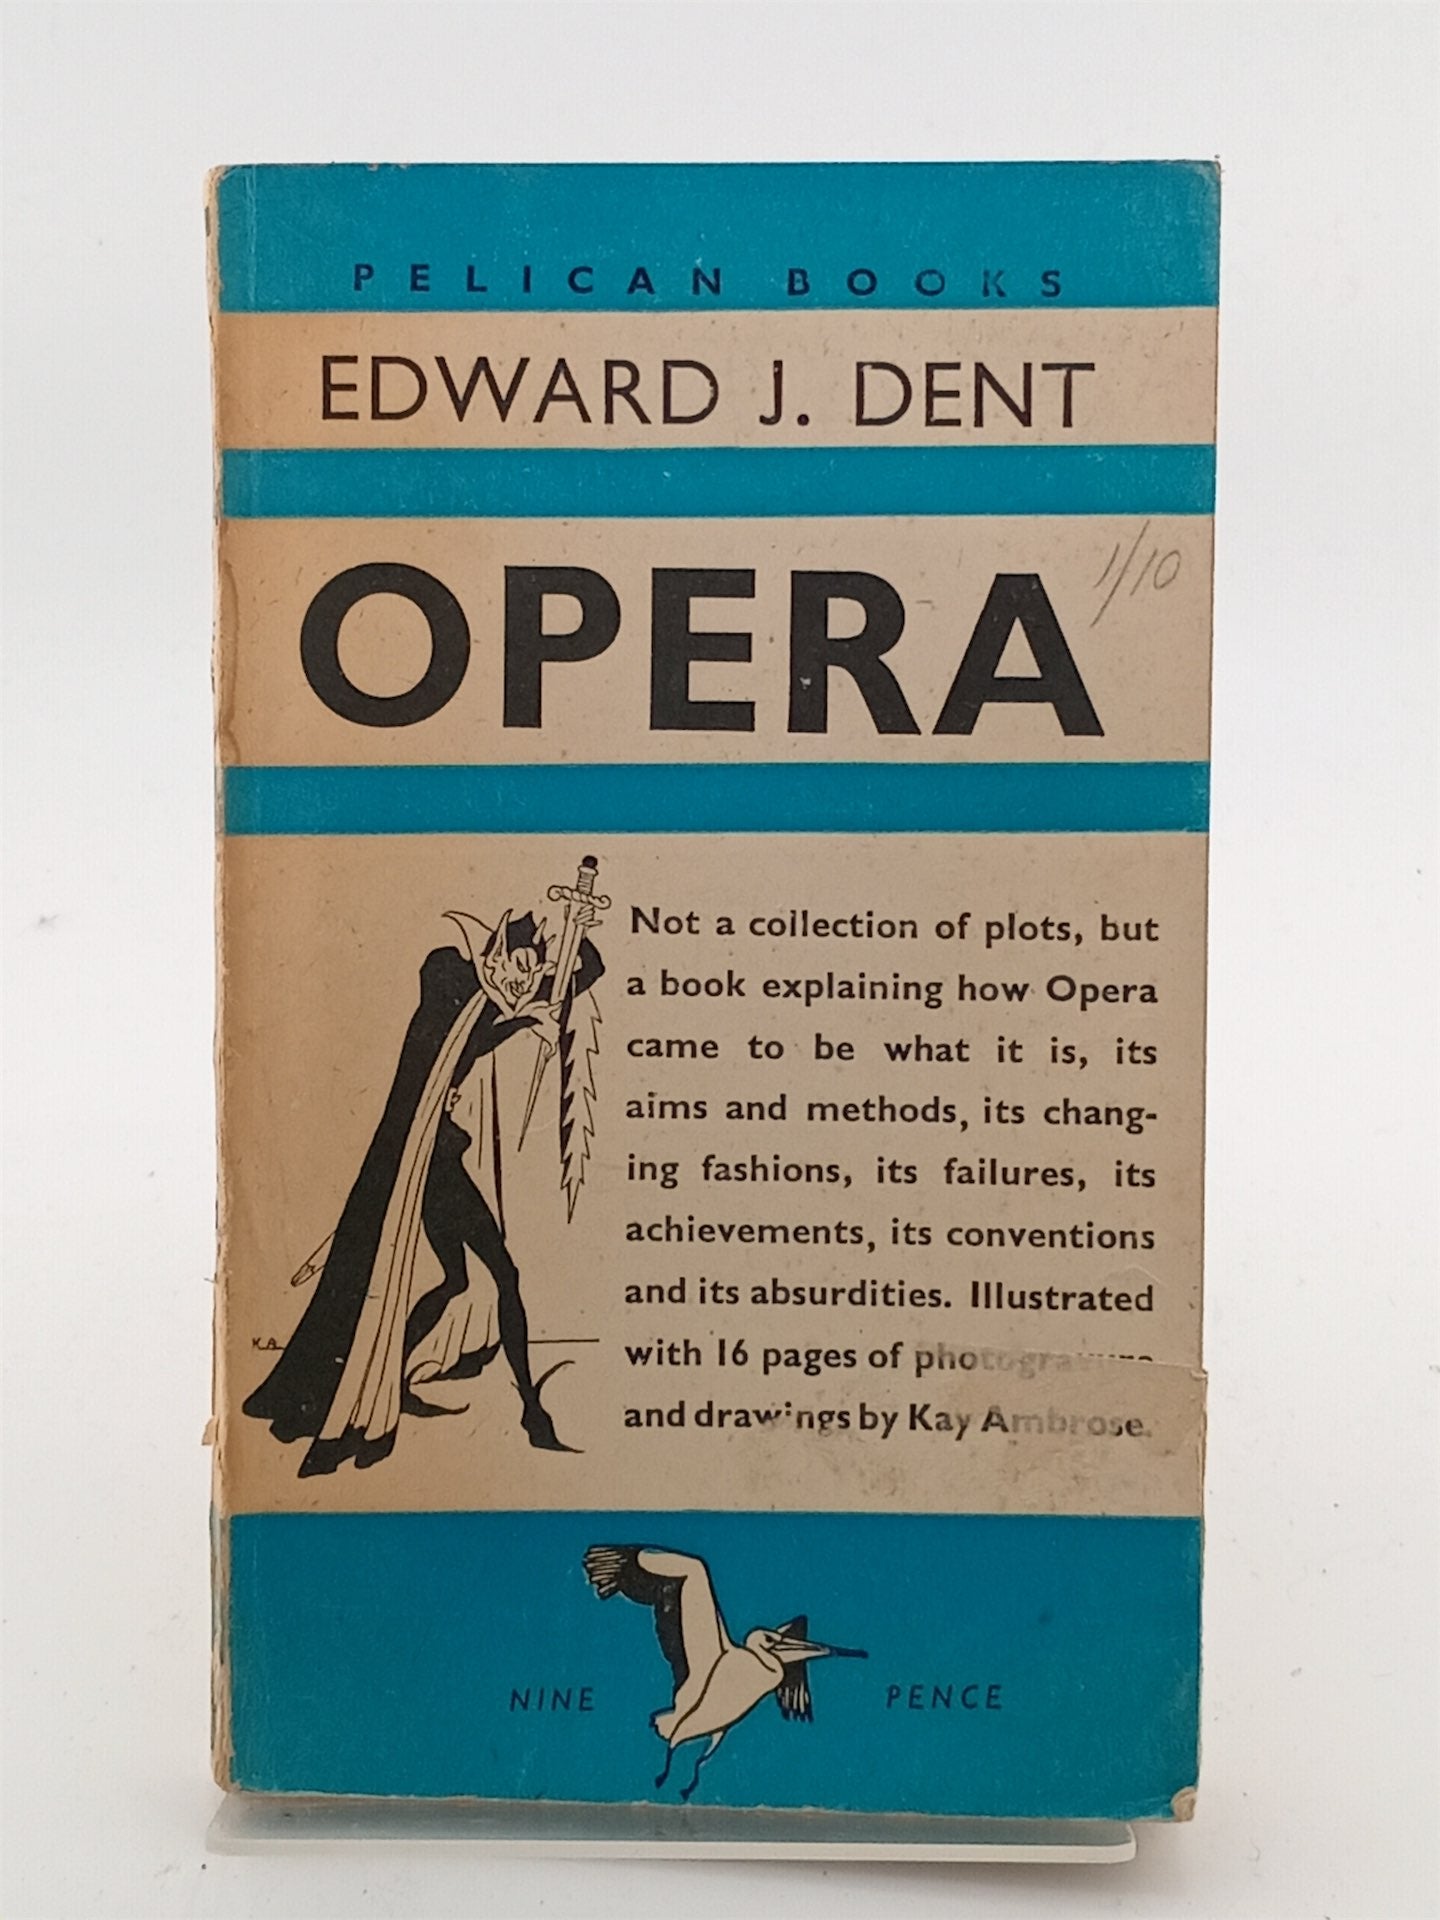 PELICAN BOOKS
EDWARD J. DENT
OPERA
1/10
Not a collection of plots, but
a book explaining how Opera
came to be what it is, its
aims and methods, its chang-
ing fashions, its failures, its
achievements, its conventions
and its absurdities. Illustrated
with 16 pages of photogravure
and drawings by Kay Ambrose.
K.A.
NINE PENCE